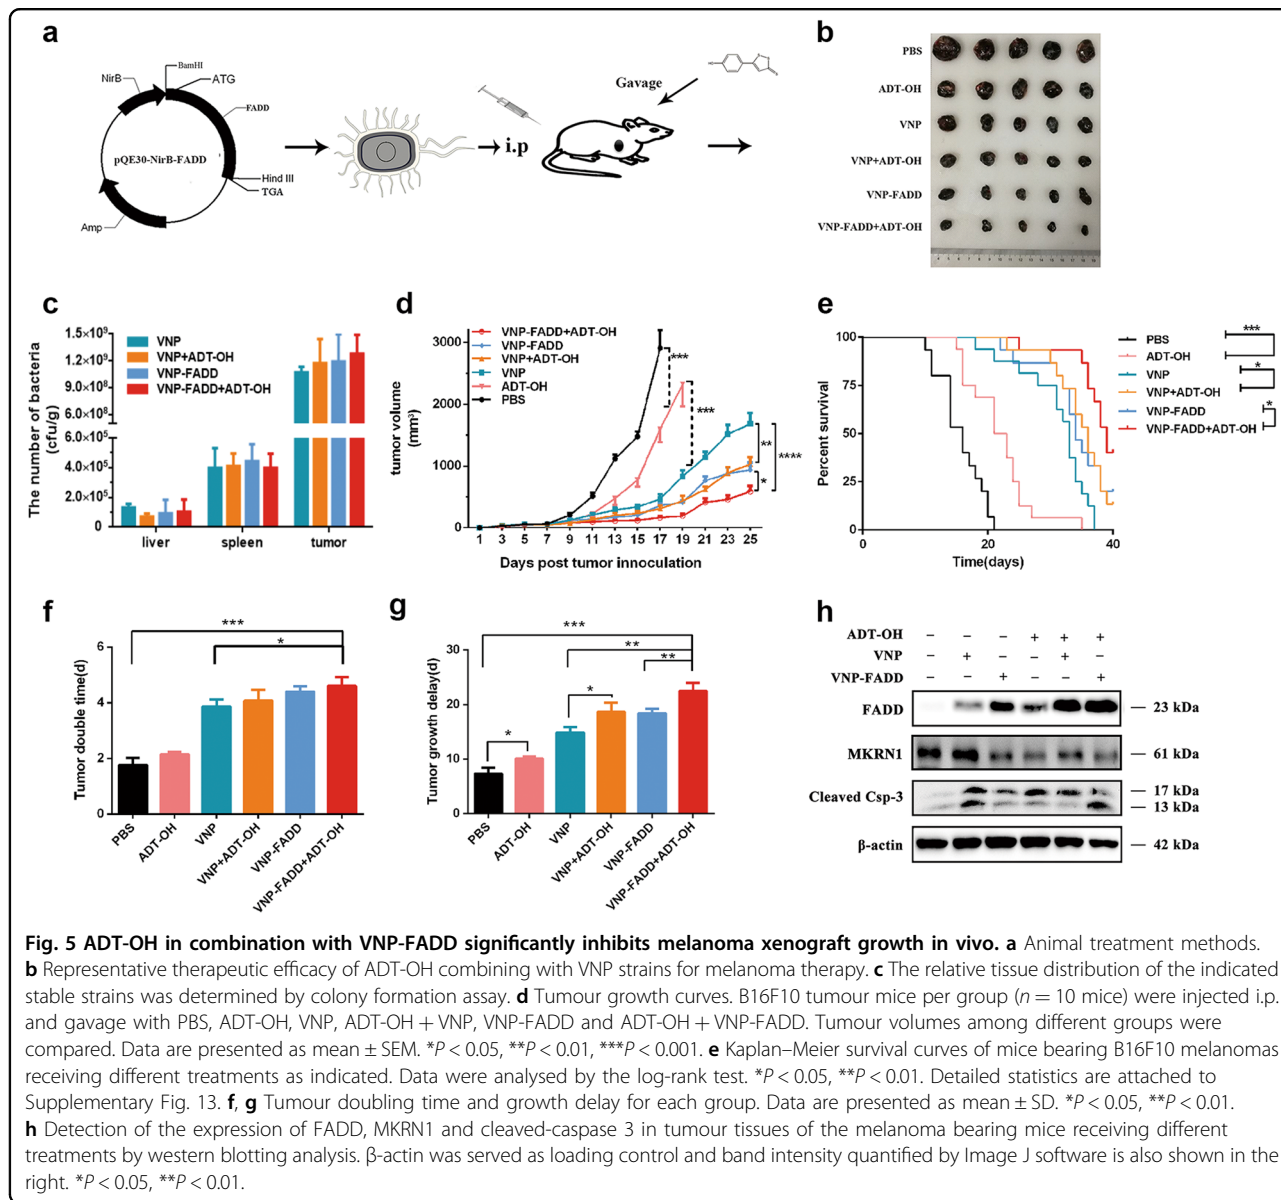 a
BamHI
NirB
ATG
FADD
pQE30-NirB-FADD
Hind III
TGA
Amp
i.p
Gavage
b
PBS
ADT-OH
VNP
VNP+ADT-OH
VNP-FADD
VNP-FADD+ADT-OH
c
The number of bacteria
(cfu/g)
1.5×10⁹
1.2×10⁹
9.0×10⁸
6.0×10⁸
6.0×10⁵
4.0×10⁵
2.0×10⁵
0
VNP
VNP+ADT-OH
VNP-FADD
VNP-FADD+ADT-OH
liver spleen tumor
d
tumor volume
(mm³)
3000
2000
1000
0
VNP-FADD+ADT-OH
VNP-FADD
VNP+ADT-OH
VNP
ADT-OH
PBS
***
***
**
****
*
1 3 5 7 9 11 13 15 17 19 21 23 25
Days post tumor innoculation
e
Percent survival
100
75
50
25
0
0 20 40
Time(days)
PBS
ADT-OH
VNP
VNP+ADT-OH
VNP-FADD
VNP-FADD+ADT-OH
***
*
*
f
Tumor double time(d)
6
4
2
0
***
*
PBS
ADT-OH
VNP
VNP+ADT-OH
VNP-FADD
VNP-FADD+ADT-OH
g
Tumor growth delay(d)
30
20
10
0
***
**
**
*
*
PBS
ADT-OH
VNP
VNP+ADT-OH
VNP-FADD
VNP-FADD+ADT-OH
h
ADT-OH – – – + + +
VNP – + – – + –
VNP-FADD – – + – – +
FADD — 23 kDa
MKRN1 — 61 kDa
Cleaved Csp-3 — 17 kDa
— 13 kDa
β-actin — 42 kDa
Fig. 5 ADT-OH in combination with VNP-FADD significantly inhibits melanoma xenograft growth in vivo. a Animal treatment methods.
b Representative therapeutic efficacy of ADT-OH combining with VNP strains for melanoma therapy. c The relative tissue distribution of the indicated
stable strains was determined by colony formation assay. d Tumour growth curves. B16F10 tumour mice per group (n = 10 mice) were injected i.p.
and gavage with PBS, ADT-OH, VNP, ADT-OH + VNP, VNP-FADD and ADT-OH + VNP-FADD. Tumour volumes among different groups were
compared. Data are presented as mean ± SEM. *P < 0.05, **P < 0.01, ***P < 0.001. e Kaplan–Meier survival curves of mice bearing B16F10 melanomas
receiving different treatments as indicated. Data were analysed by the log-rank test. *P < 0.05, **P < 0.01. Detailed statistics are attached to
Supplementary Fig. 13. f, g Tumour doubling time and growth delay for each group. Data are presented as mean ± SD. *P < 0.05, **P < 0.01.
h Detection of the expression of FADD, MKRN1 and cleaved-caspase 3 in tumour tissues of the melanoma bearing mice receiving different
treatments by western blotting analysis. β-actin was served as loading control and band intensity quantified by Image J software is also shown in the
right. *P < 0.05, **P < 0.01.